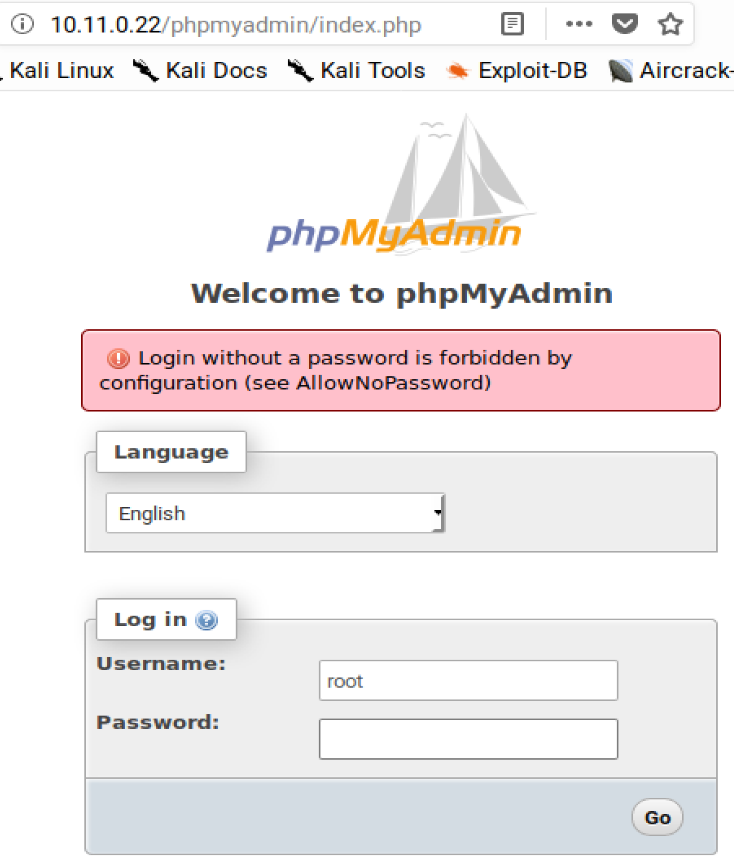 10.11.0.22/phpmyadmin/index.php
Kali Linux Kali Docs Kali Tools Exploit-DB Aircrack-
phpMyAdmin
Welcome to phpMyAdmin
Login without a password is forbidden by
configuration (see AllowNoPassword)
Language
English
Log in
Username:
root
Password:
Go